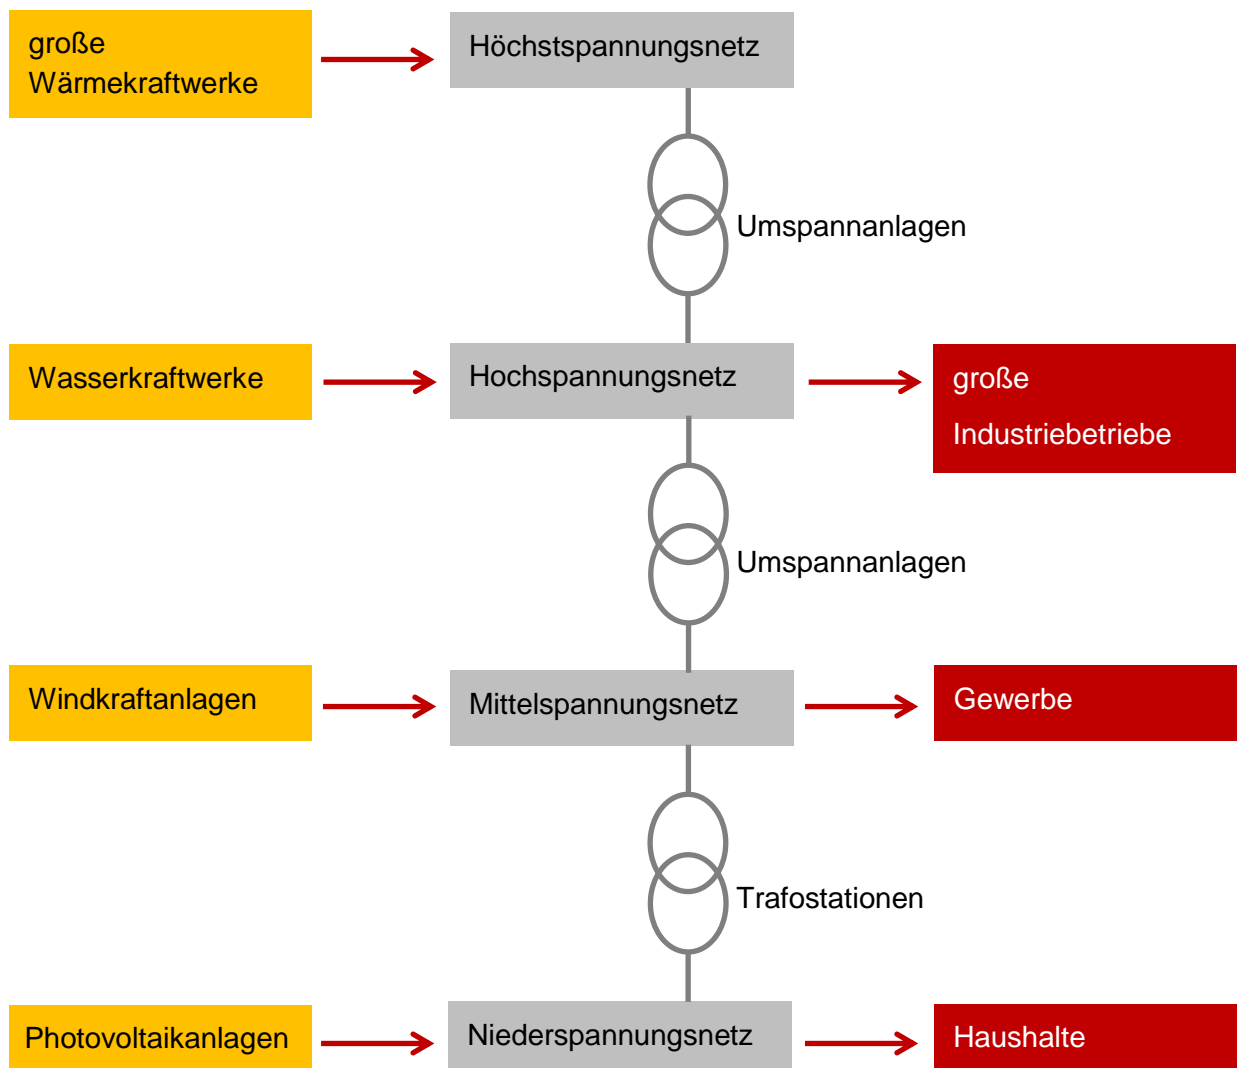 große
Wärmekraftwerke
Höchstspannungsnetz
Umspannanlagen
Wasserkraftwerke
Hochspannungsnetz
große
Industriebetriebe
Umspannanlagen
Windkraftanlagen
Mittelspannungsnetz
Gewerbe
Trafostationen
Photovoltaikanlagen
Niederspannungsnetz
Haushalte